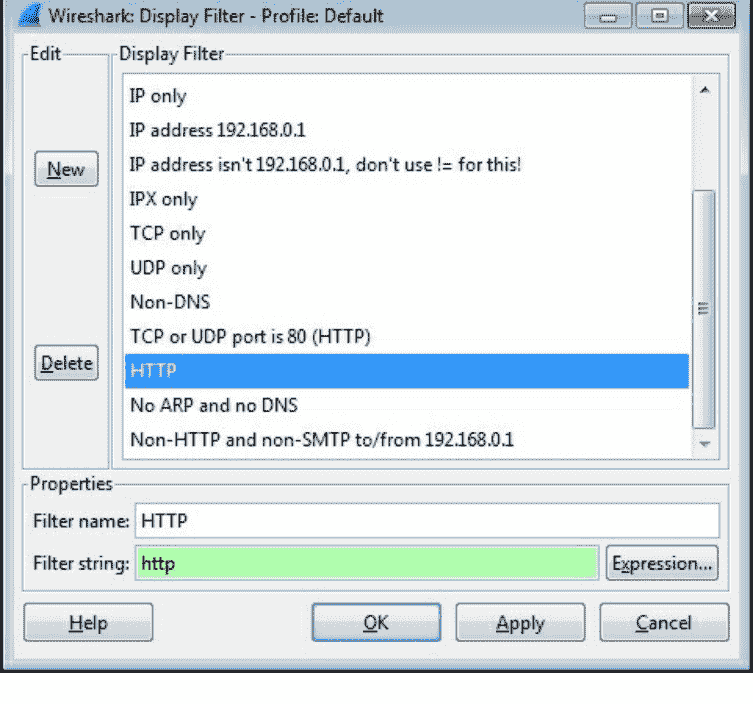 Wireshark: Display Filter - Profile: Default
Edit
Display Filter
IP only
IP address 192.168.0.1
New
IP address isn't 192.168.0.1, don't use != for this!
IPX only
TCP only
UDP only
Non-DNS
TCP or UDP port is 80 (HTTP)
Delete
HTTP
No ARP and no DNS
Non-HTTP and non-SMTP to/from 192.168.0.1
Properties
Filter name: HTTP
Filter string: http Expression...
Help OK Apply Cancel